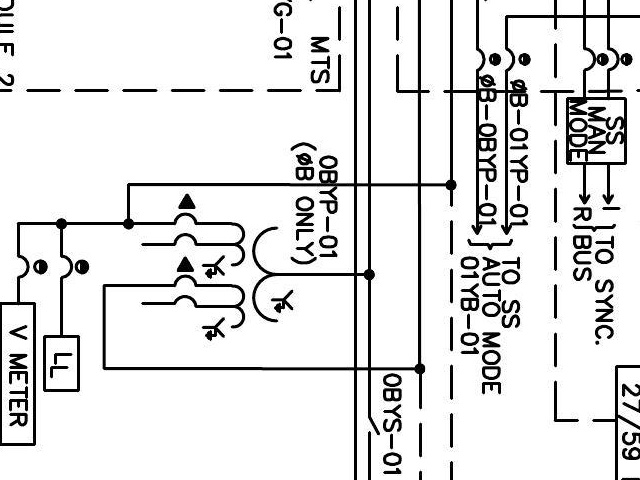 MTS
G-01
ULE 2
0BYP-01
(ØB ONLY)
ØB-01YP-01
ØB-0BYP-01
SS
MAN
MODE
I
R
TO SYNC.
BUS
TO SS
AUTO MODE
01YB-01
0BYS-01
27/59
V METER
LL